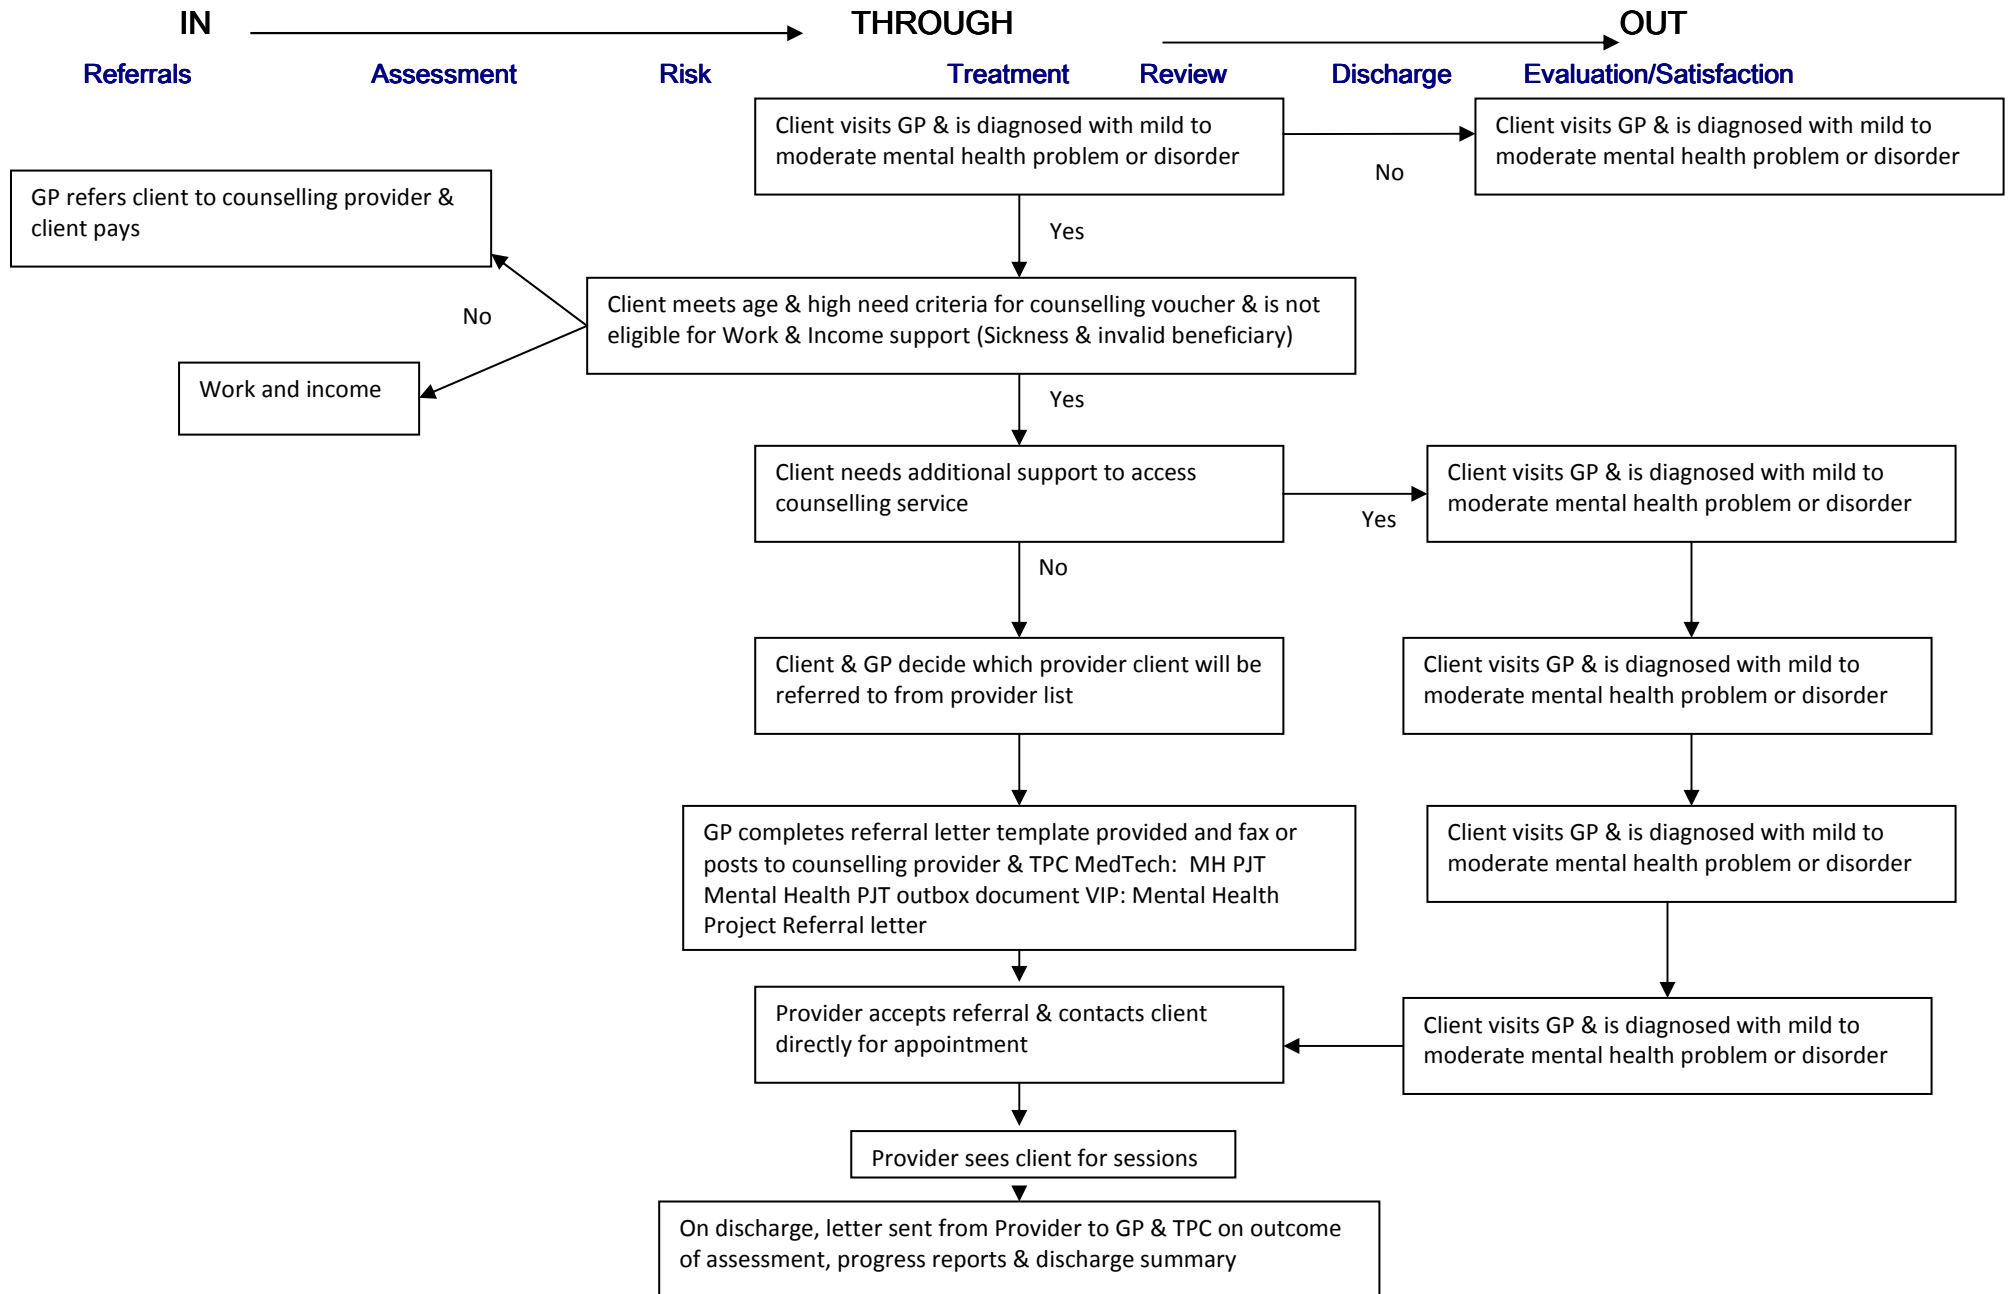 IN THROUGH OUT
Referrals Assessment Risk Treatment Review Discharge Evaluation/Satisfaction
Client visits GP & is diagnosed with mild to
moderate mental health problem or disorder
No
Client visits GP & is diagnosed with mild to
moderate mental health problem or disorder
GP refers client to counselling provider &
client pays
Yes
Client meets age & high need criteria for counselling voucher & is not
eligible for Work & Income support (Sickness & invalid beneficiary)
No
Work and income
Yes
Client needs additional support to access
counselling service
Yes
Client visits GP & is diagnosed with mild to
moderate mental health problem or disorder
No
Client & GP decide which provider client will be
referred to from provider list
Client visits GP & is diagnosed with mild to
moderate mental health problem or disorder
GP completes referral letter template provided and fax or
posts to counselling provider & TPC MedTech:  MH PJT
Mental Health PJT outbox document VIP: Mental Health
Project Referral letter
Client visits GP & is diagnosed with mild to
moderate mental health problem or disorder
Provider accepts referral & contacts client
directly for appointment
Client visits GP & is diagnosed with mild to
moderate mental health problem or disorder
Provider sees client for sessions
On discharge, letter sent from Provider to GP & TPC on outcome
of assessment, progress reports & discharge summary